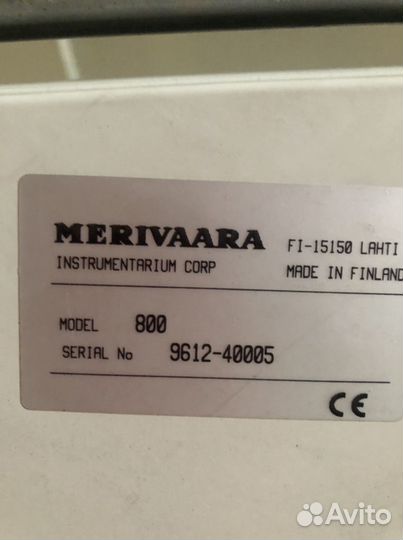 MERIVAARA FI-15150 LAHTI
INSTRUMENTARIUM CORP MADE IN FINLAND
MODEL 800
SERIAL No 9612-40005
CE
Avito